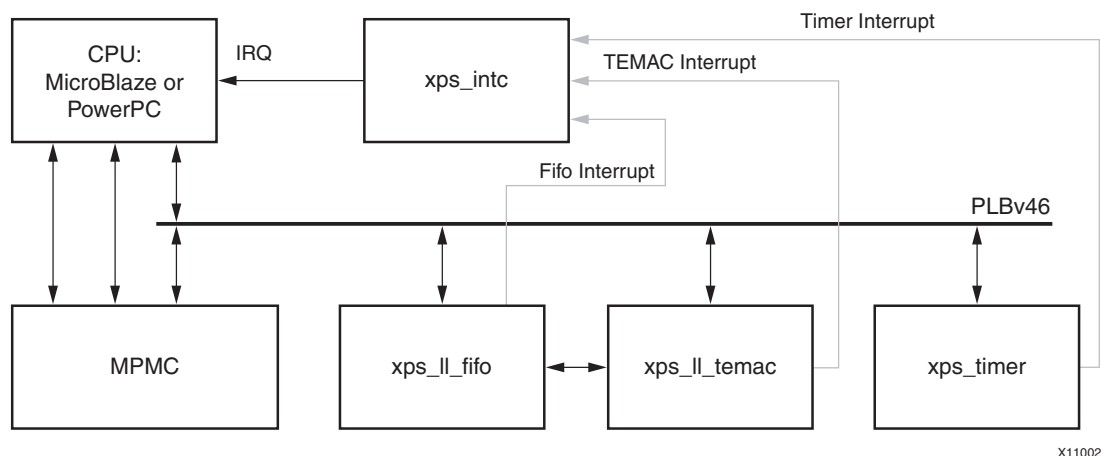 Timer Interrupt
CPU:
MicroBlaze or
PowerPC
IRQ
xps_intc
TEMAC Interrupt
Fifo Interrupt
PLBv46
MPMC
xps_ll_fifo
xps_ll_temac
xps_timer
X11002